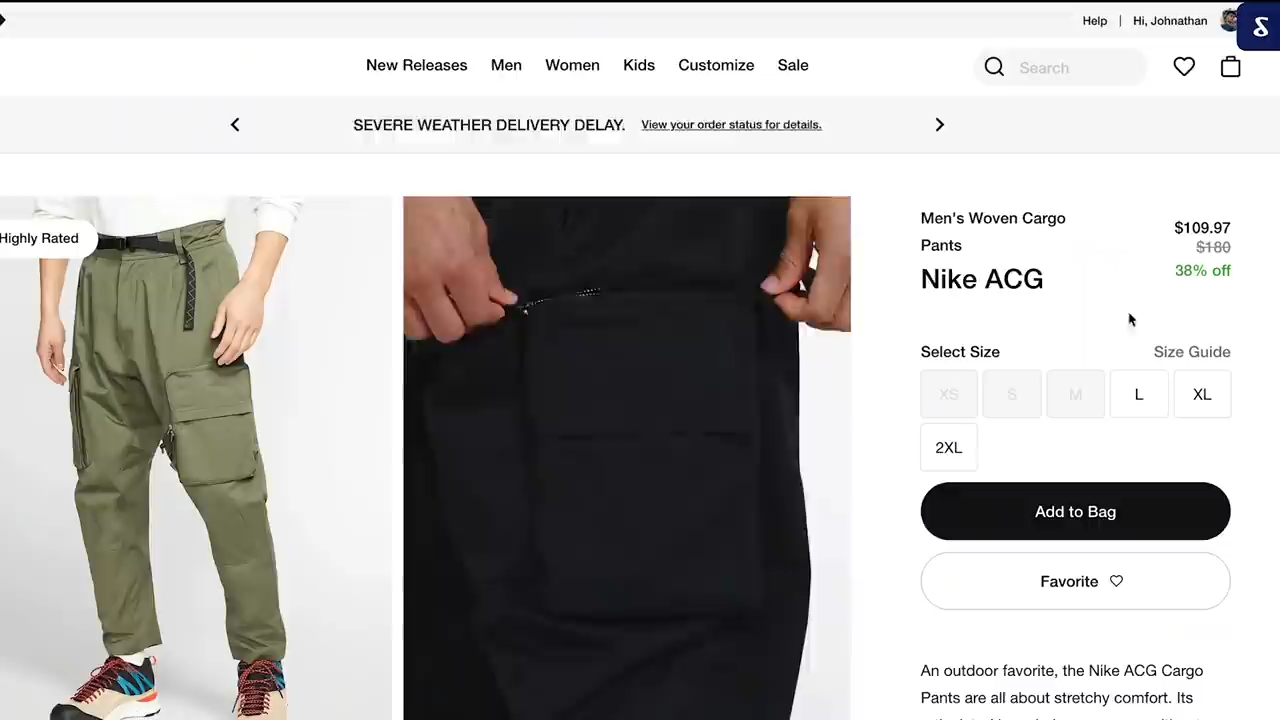 Help | Hi, Johnathan
New Releases Men Women Kids Customize Sale
Search
SEVERE WEATHER DELIVERY DELAY. View your order status for details.
Highly Rated
Men's Woven Cargo
Pants
$109.97
$180
38% off
Nike ACG
Select Size
Size Guide
XS S M L XL
2XL
Add to Bag
Favorite
An outdoor favorite, the Nike ACG Cargo
Pants are all about stretchy comfort. Its